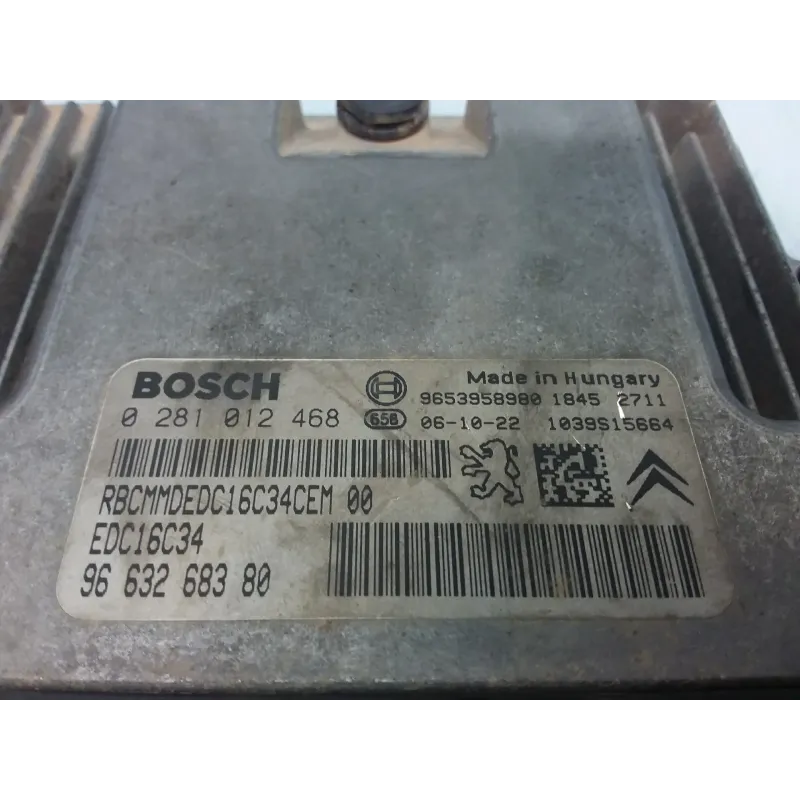 BOSCH
Made in Hungary
9653958980 1845 2711
0 281 012 468
65B
06-10-22 1039S15664
RBCMMDEDC16C34CEM 00
EDC16C34
96 632 683 80